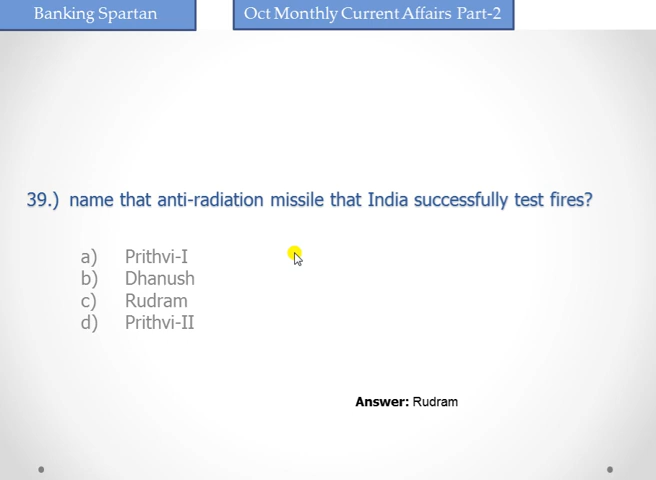 Banking Spartan
Oct Monthly Current Affairs Part-2
39.) name that anti-radiation missile that India successfully test fires?
a) Prithvi-I
b) Dhanush
c) Rudram
d) Prithvi-II
Answer: Rudram